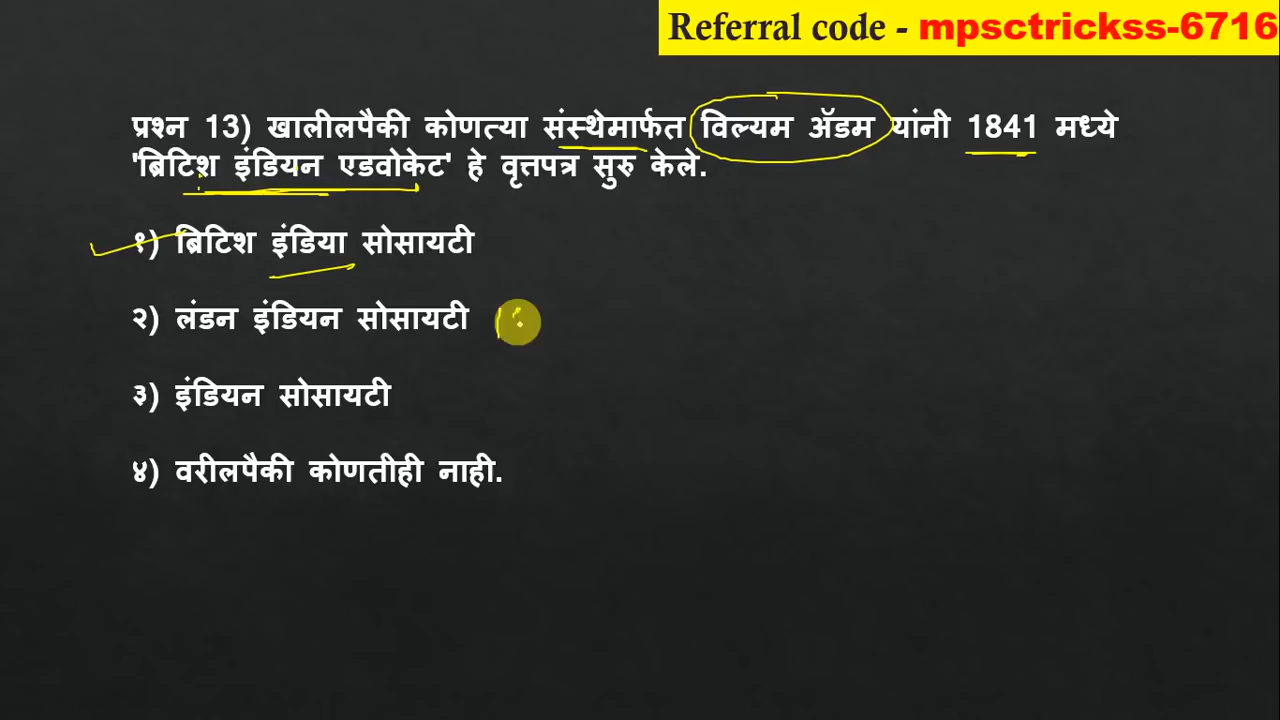 Referral code - mpsctrickss-6716
प्रश्न 13) खालीलपैकी कोणत्या संस्थेमार्फत विल्यम ॲडम यांनी 1841 मध्ये
'ब्रिटिश इंडियन एडवोकेट' हे वृत्तपत्र सुरु केले.
१) ब्रिटिश इंडिया सोसायटी
२) लंडन इंडियन सोसायटी
३) इंडियन सोसायटी
४) वरीलपैकी कोणतीही नाही.